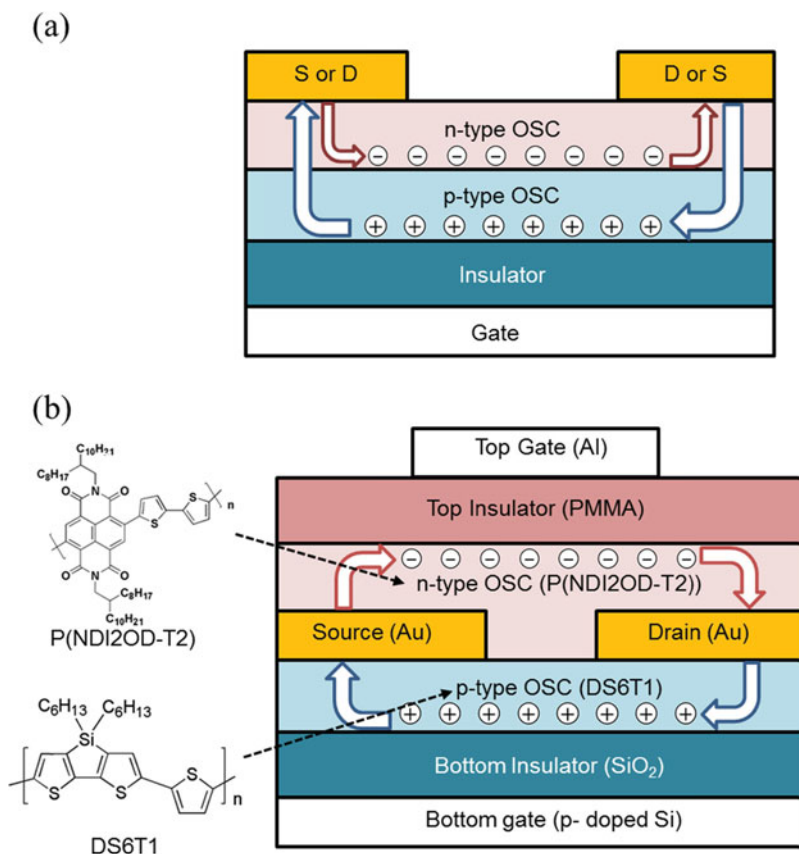 (a)
S or D
D or S
n-type OSC
− − − − − − − −
p-type OSC
+ + + + + + + +
Insulator
Gate
(b)
C₁₀H₂₁
C₈H₁₇
O N O
S
S
n
O N O
C₈H₁₇
C₁₀H₂₁
P(NDI2OD-T2)
Top Gate (Al)
Top Insulator (PMMA)
− − − − − − − −
n-type OSC (P(NDI2OD-T2))
Source (Au)
Drain (Au)
p-type OSC (DS6T1)
+ + + + + + + +
Bottom Insulator (SiO₂)
Bottom gate (p- doped Si)
C₆H₁₃
C₆H₁₃
Si
S S S n
DS6T1